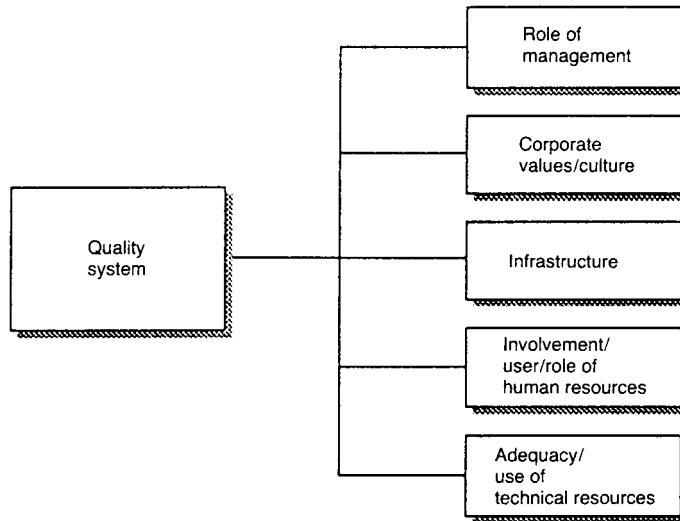 Role of
management
Corporate
values/culture
Quality
system
Infrastructure
Involvement/
user/role of
human resources
Adequacy/
use of
technical resources